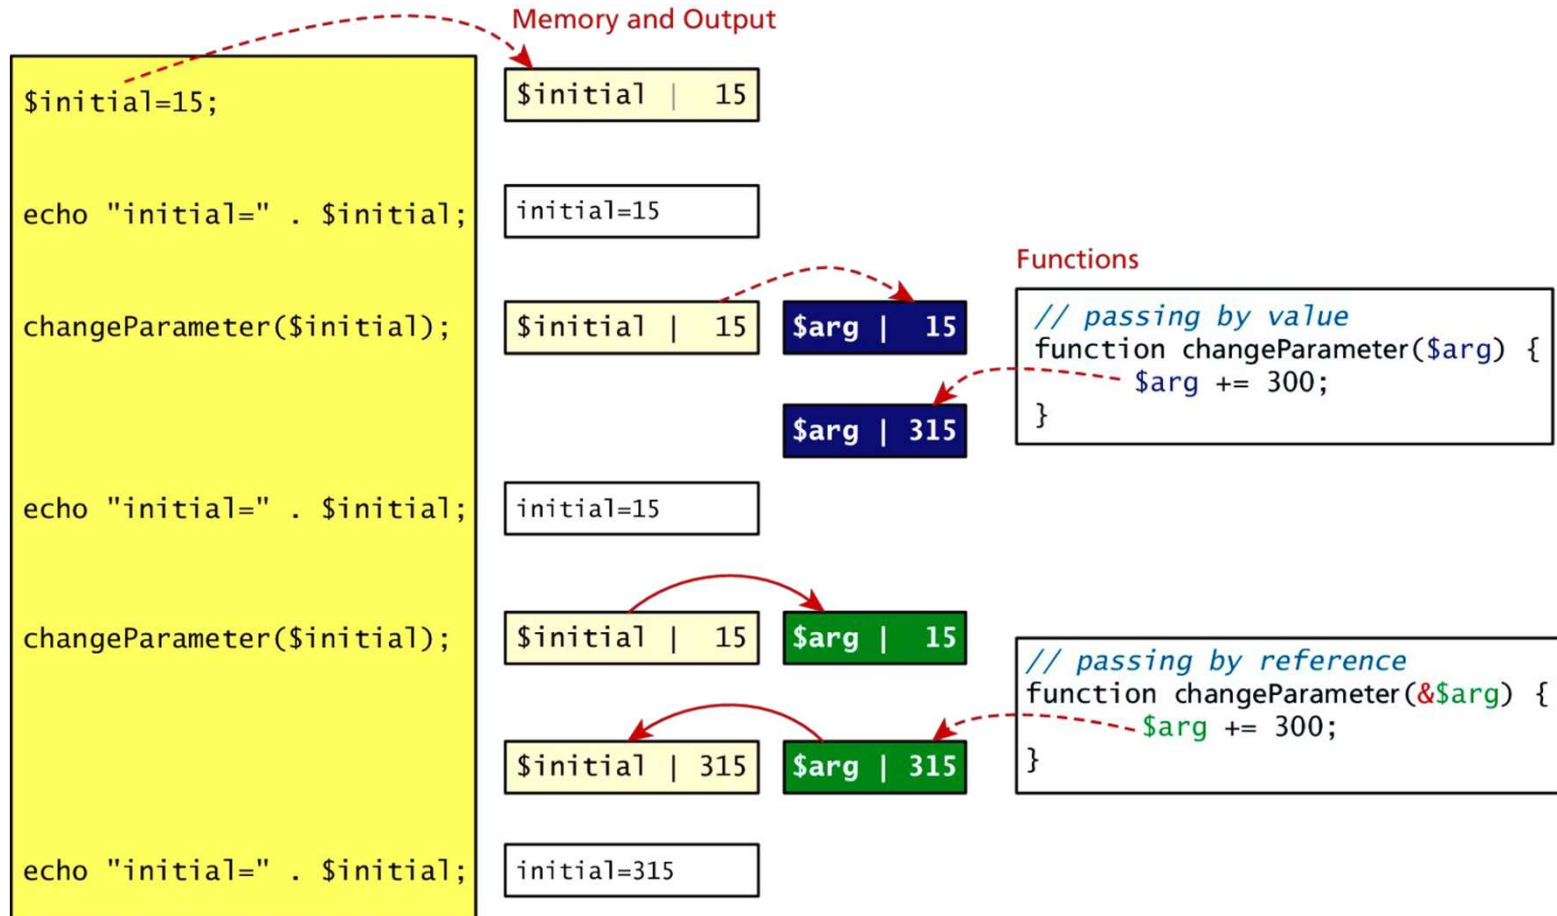 Memory and Output
$initial=15;
$initial | 15
echo "initial=" . $initial;
initial=15
Functions
changeParameter($initial);
$initial | 15
$arg | 15
// passing by value
function changeParameter($arg) {
$arg += 300;
}
$arg | 315
echo "initial=" . $initial;
initial=15
changeParameter($initial);
$initial | 15
$arg | 15
// passing by reference
function changeParameter(&$arg) {
$arg += 300;
}
$initial | 315
$arg | 315
echo "initial=" . $initial;
initial=315